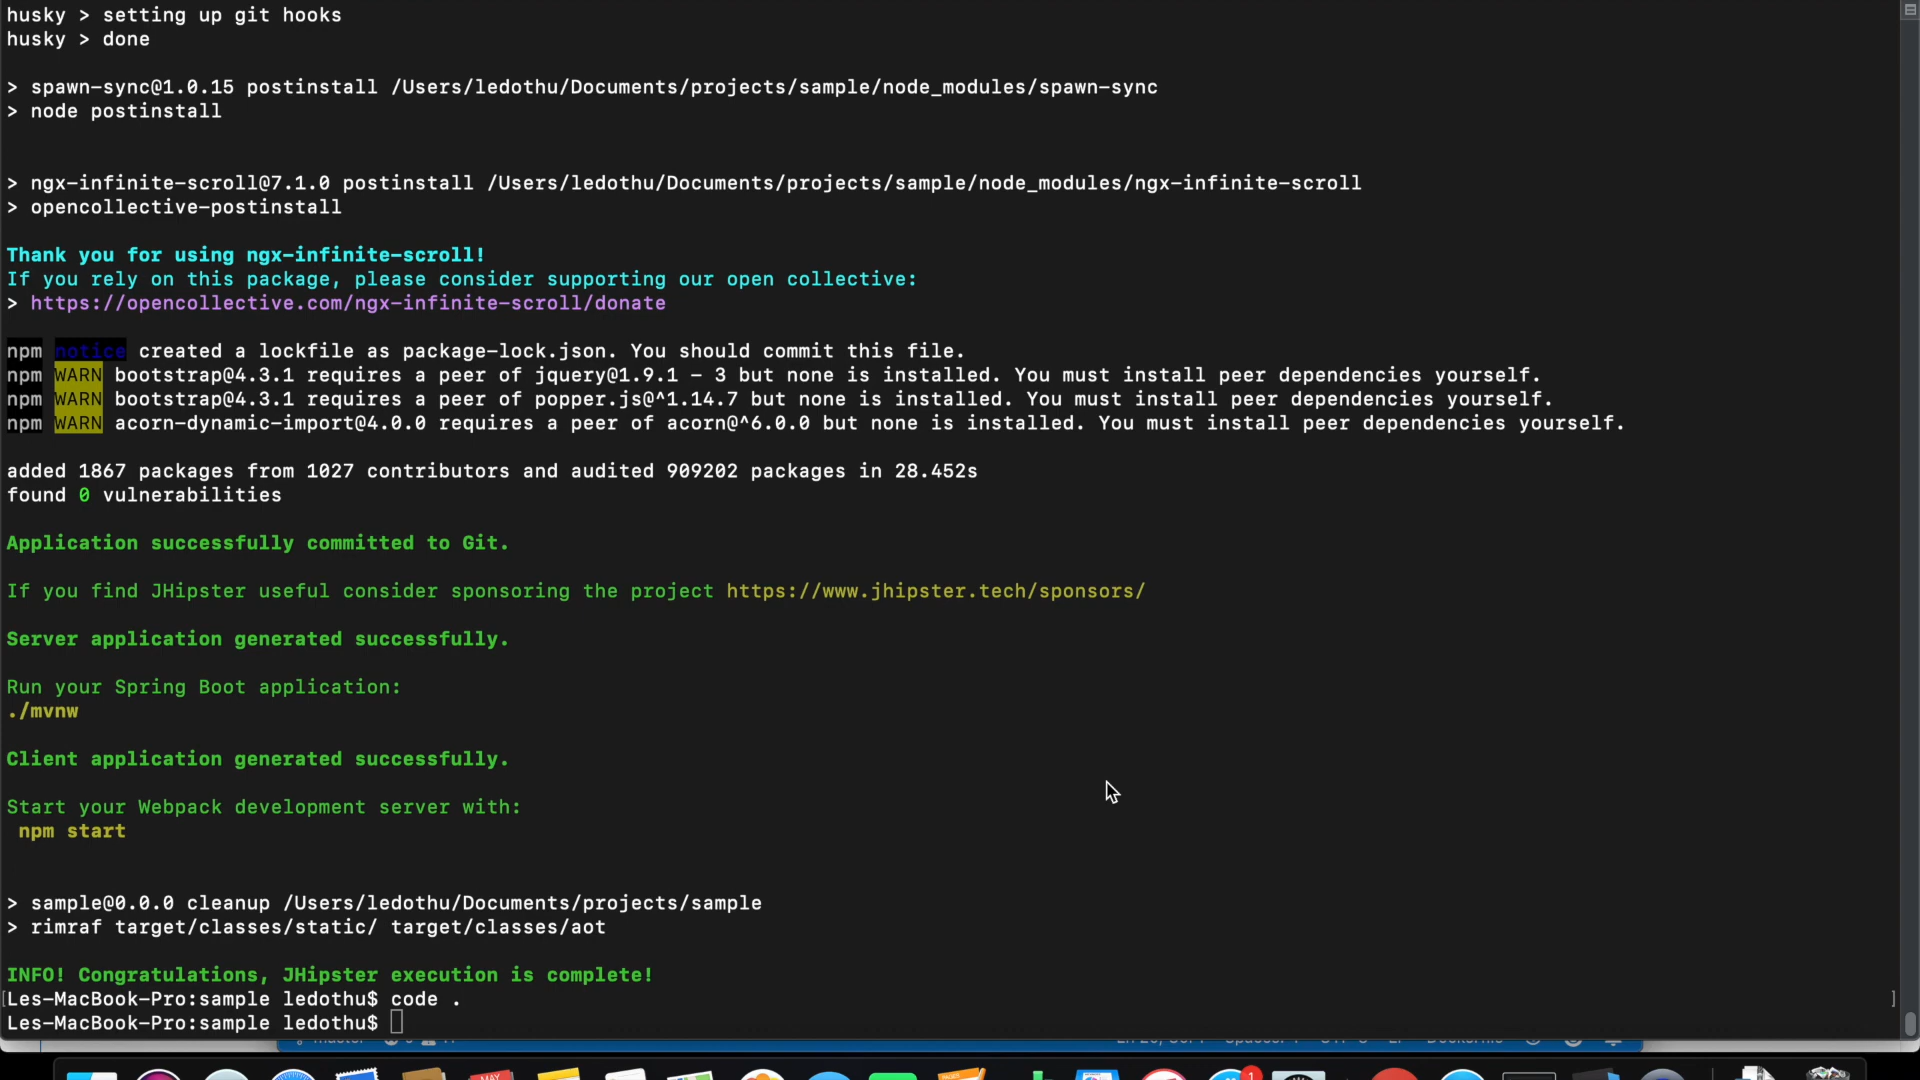 husky > setting up git hooks
husky > done
> spawn-sync@1.0.15 postinstall /Users/ledothu/Documents/projects/sample/node_modules/spawn-sync
> node postinstall
> ngx-infinite-scroll@7.1.0 postinstall /Users/ledothu/Documents/projects/sample/node_modules/ngx-infinite-scroll
> opencollective-postinstall
Thank you for using ngx-infinite-scroll!
If you rely on this package, please consider supporting our open collective:
> https://opencollective.com/ngx-infinite-scroll/donate
npm notice created a lockfile as package-lock.json. You should commit this file.
npm WARN bootstrap@4.3.1 requires a peer of jquery@1.9.1 - 3 but none is installed. You must install peer dependencies yourself.
npm WARN bootstrap@4.3.1 requires a peer of popper.js@^1.14.7 but none is installed. You must install peer dependencies yourself.
npm WARN acorn-dynamic-import@4.0.0 requires a peer of acorn@^6.0.0 but none is installed. You must install peer dependencies yourself.
added 1867 packages from 1027 contributors and audited 909202 packages in 28.452s
found 0 vulnerabilities
Application successfully committed to Git.
If you find JHipster useful consider sponsoring the project https://www.jhipster.tech/sponsors/
Server application generated successfully.
Run your Spring Boot application:
./mvnw
Client application generated successfully.
Start your Webpack development server with:
npm start
> sample@0.0.0 cleanup /Users/ledothu/Documents/projects/sample
> rimraf target/classes/static/ target/classes/aot
INFO! Congratulations, JHipster execution is complete!
[Les-MacBook-Pro:sample ledothu$ code . ]
Les-MacBook-Pro:sample ledothu$
MAY
PAGES
1